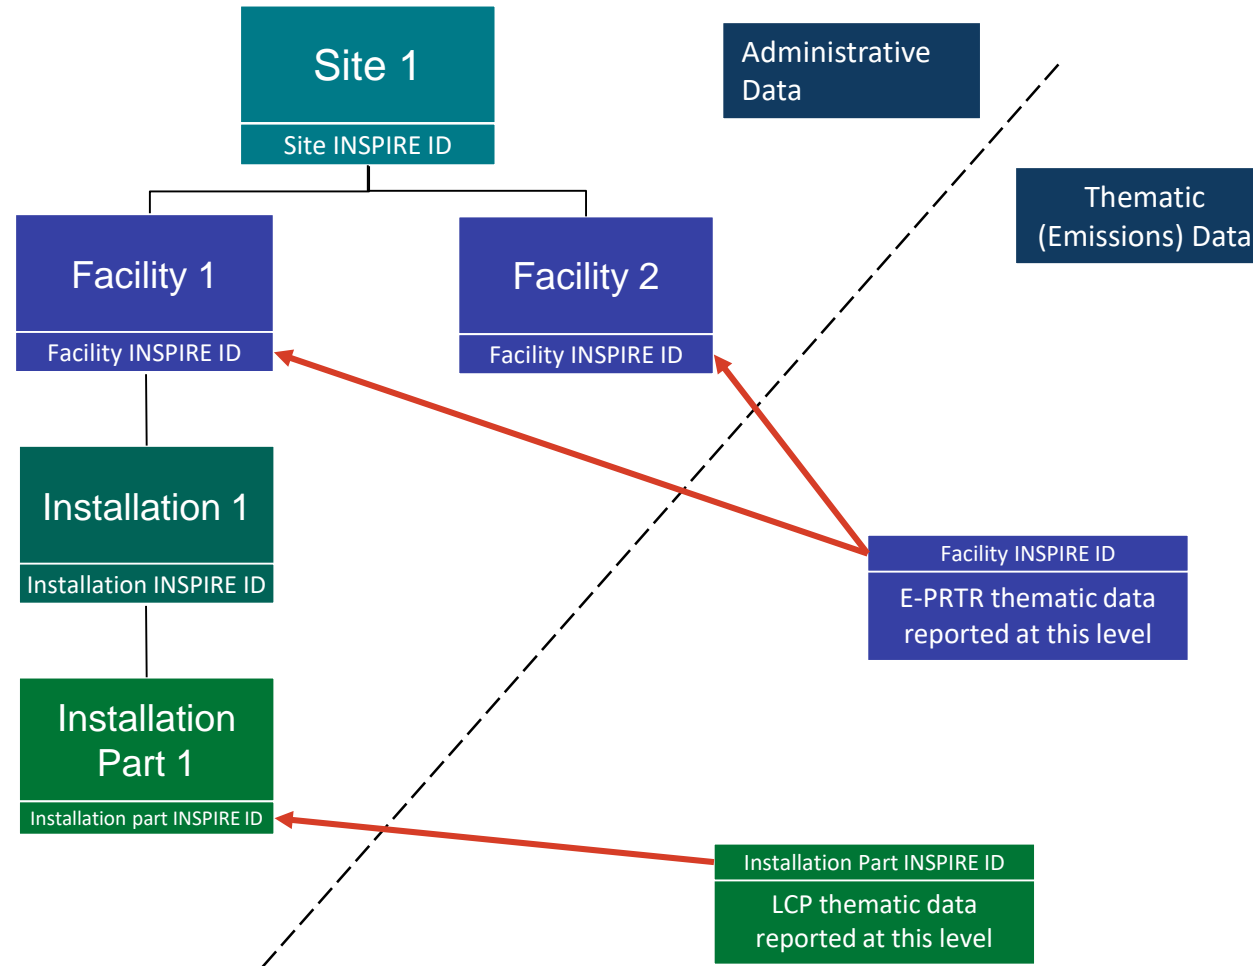 Site 1
Site INSPIRE ID
Administrative
Data
Thematic
(Emissions) Data
Facility 1
Facility INSPIRE ID
Facility 2
Facility INSPIRE ID
Installation 1
Installation INSPIRE ID
Facility INSPIRE ID
E-PRTR thematic data
reported at this level
Installation
Part 1
Installation part INSPIRE ID
Installation Part INSPIRE ID
LCP thematic data
reported at this level